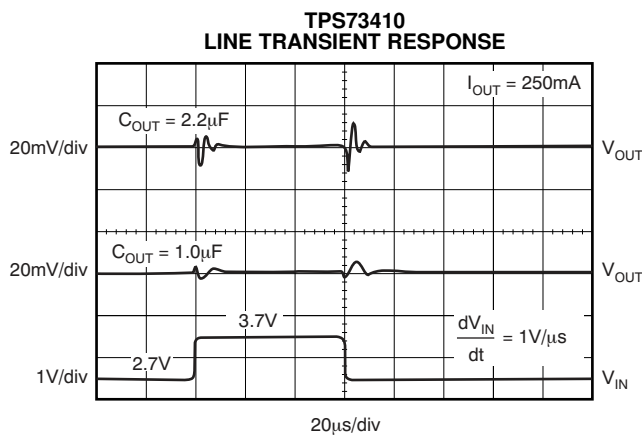 TPS73410
LINE TRANSIENT RESPONSE
I_OUT = 250mA
C_OUT = 2.2μF
20mV/div
V_OUT
C_OUT = 1.0μF
20mV/div
V_OUT
3.7V
dV_IN
dt
= 1V/μs
2.7V
1V/div
V_IN
20μs/div